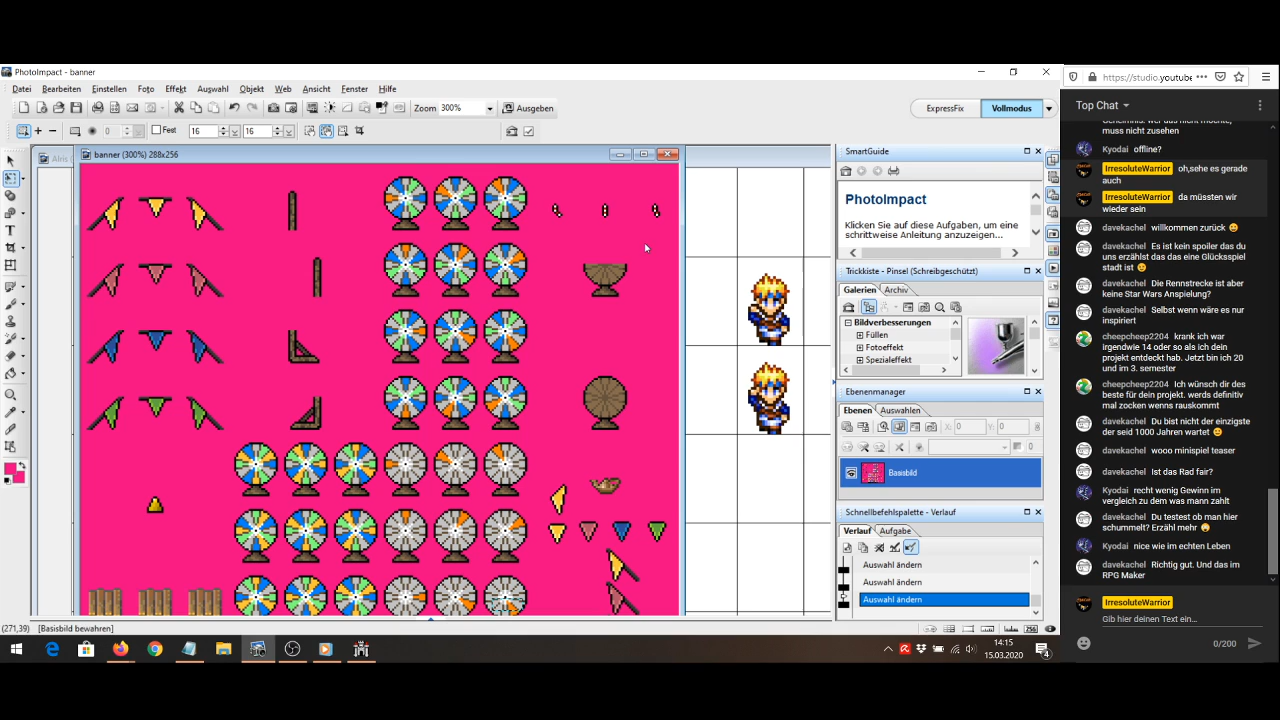 PhotoImpact - banner
Datei Bearbeiten Einstellen Foto Effekt Auswahl Objekt Web Ansicht Fenster Hilfe
Zoom 300% Ausgeben ExpressFix Vollmodus
Fest 16 16
Alris
banner (300%) 288x256
SmartGuide
PhotoImpact
Klicken Sie auf diese Aufgaben, um eine
schrittweise Anleitung anzuzeigen...
Trickkiste - Pinsel (Schreibgeschützt)
Galerien Archiv
Bildverbesserungen
Füllen
Fotoeffekt
Spezialeffekt
Ebenenmanager
Ebenen Auswahlen
X: 0 Y: 0
0
Basisbild
Schnellbefehlspalette - Verlauf
Verlauf Aufgabe
Auswahl ändern
Auswahl ändern
Auswahl ändern
(271,39) [Basisbild bewahren]
14:15
15.03.2020
4
https://studio.youtube
Top Chat
Geheimnis. wer das nicht möchte,
muss nicht zusehen
Kyodai offline?
IrresoluteWarrior oh,sehe es gerade
auch
IrresoluteWarrior da müssten wir
wieder sein
davekachel willkommen zurück
davekachel Es ist kein spoiler das du
uns erzählst das das eine Glücksspiel
stadt ist
davekachel Die Rennstrecke ist aber
keine Star Wars Anspielung?
davekachel Selbst wenn wäre es nur
inspiriert
cheepcheep2204 krank ich war
irgendwie 14 oder so als ich dein
projekt entdeckt hab. Jetzt bin ich 20
und im 3. semester
cheepcheep2204 Ich wünsch dir des
beste für dein projekt. werds definitiv
mal zocken wenns rauskommt
davekachel Du bist nicht der einzigste
der seid 1000 Jahren wartet
davekachel wooo minispiel teaser
davekachel Ist das Rad fair?
Kyodai recht wenig Gewinn im
vergleich zu dem was man zahlt
davekachel Du testest ob man hier
schummelt? Erzähl mehr
Kyodai nice wie im echten Leben
davekachel Richtig gut. Und das im
RPG Maker
IrresoluteWarrior
Gib hier deinen Text ein...
0/200